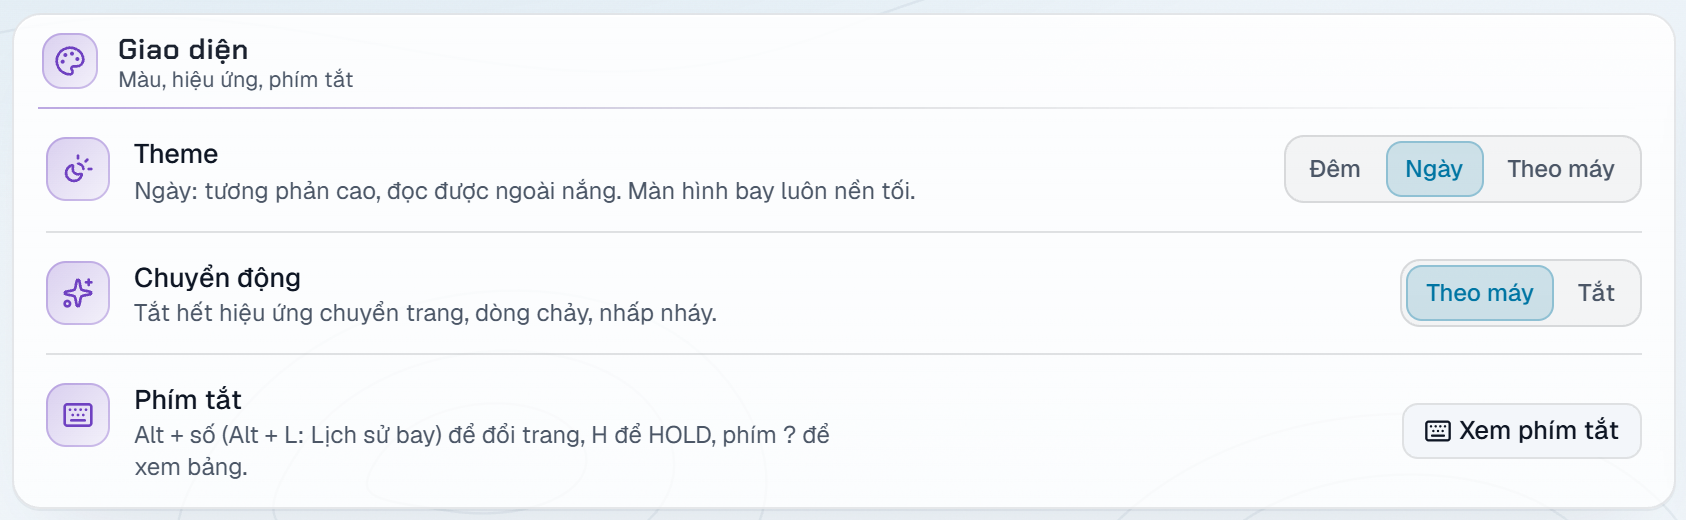 Giao diện
Màu, hiệu ứng, phím tắt
Theme
Ngày: tương phản cao, đọc được ngoài nắng. Màn hình bay luôn nền tối.
Đêm
Ngày
Theo máy
Chuyển động
Tắt hết hiệu ứng chuyển trang, dòng chảy, nhấp nháy.
Theo máy
Tắt
Phím tắt
Alt + số (Alt + L: Lịch sử bay) để đổi trang, H để HOLD, phím ? để
xem bảng.
Xem phím tắt